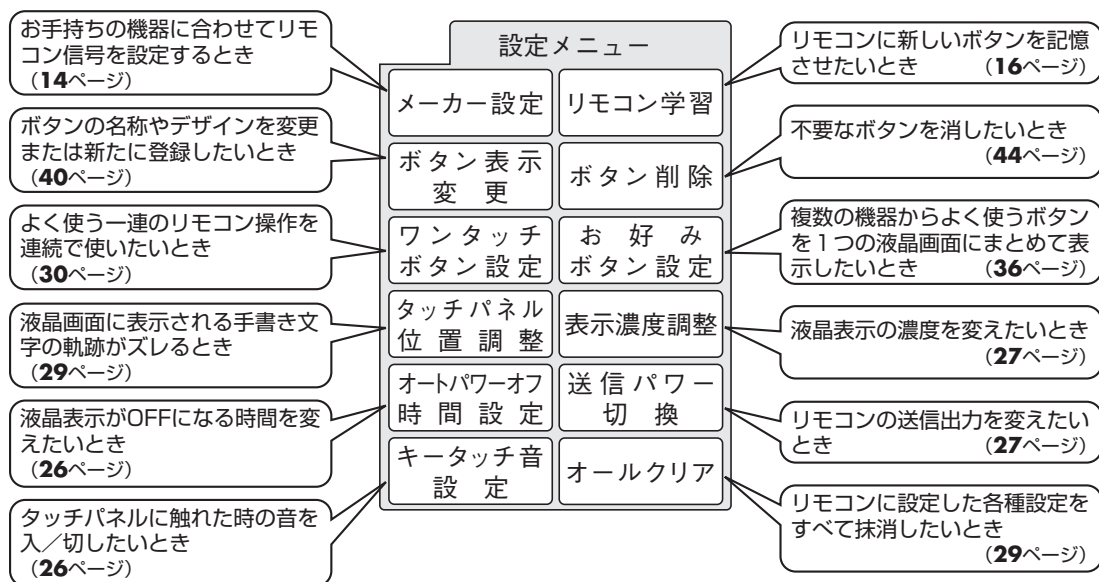 お手持ちの機器に合わせてリモ
コン信号を設定するとき
（14ページ）
ボタンの名称やデザインを変更
または新たに登録したいとき
（40ページ）
よく使う一連のリモコン操作を
連続で使いたいとき
（30ページ）
液晶画面に表示される手書き文
字の軌跡がズレるとき
（29ページ）
液晶表示がOFFになる時間を変
えたいとき
（26ページ）
タッチパネルに触れた時の音を
入／切したいとき
（26ページ）
設定メニュー
メーカー設定 リモコン学習
ボタン表示
変更
ボタン削除
ワンタッチ
ボタン設定
お好み
ボタン設定
タッチパネル
位置調整
表示濃度調整
オートパワーオフ
時間設定
送信パワー
切換
キータッチ音
設定
オールクリア
リモコンに新しいボタンを記憶
させたいとき （16ページ）
不要なボタンを消したいとき
（44ページ）
複数の機器からよく使うボタン
を１つの液晶画面にまとめて表
示したいとき （36ページ）
液晶表示の濃度を変えたいとき
（27ページ）
リモコンの送信出力を変えたい
とき （27ページ）
リモコンに設定した各種設定を
すべて抹消したいとき
（29ページ）